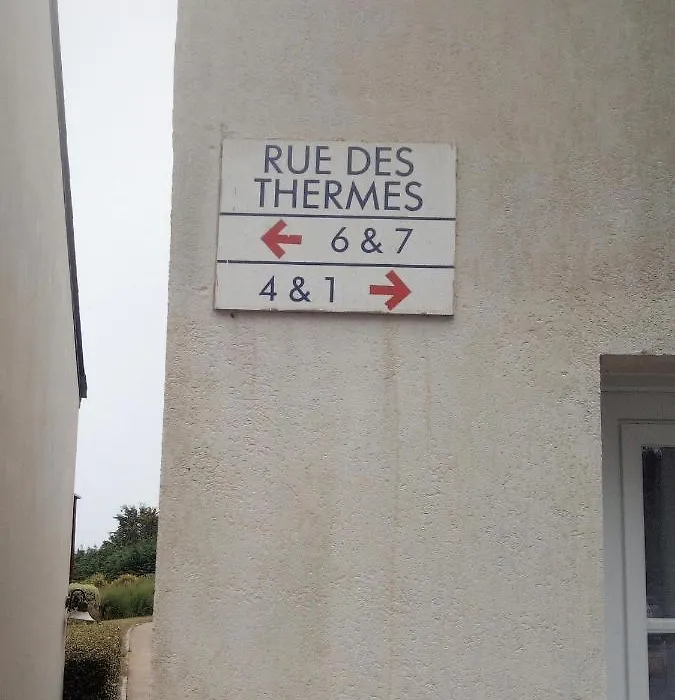 RUE DES
THERMES
← 6 & 7
4 & 1 →